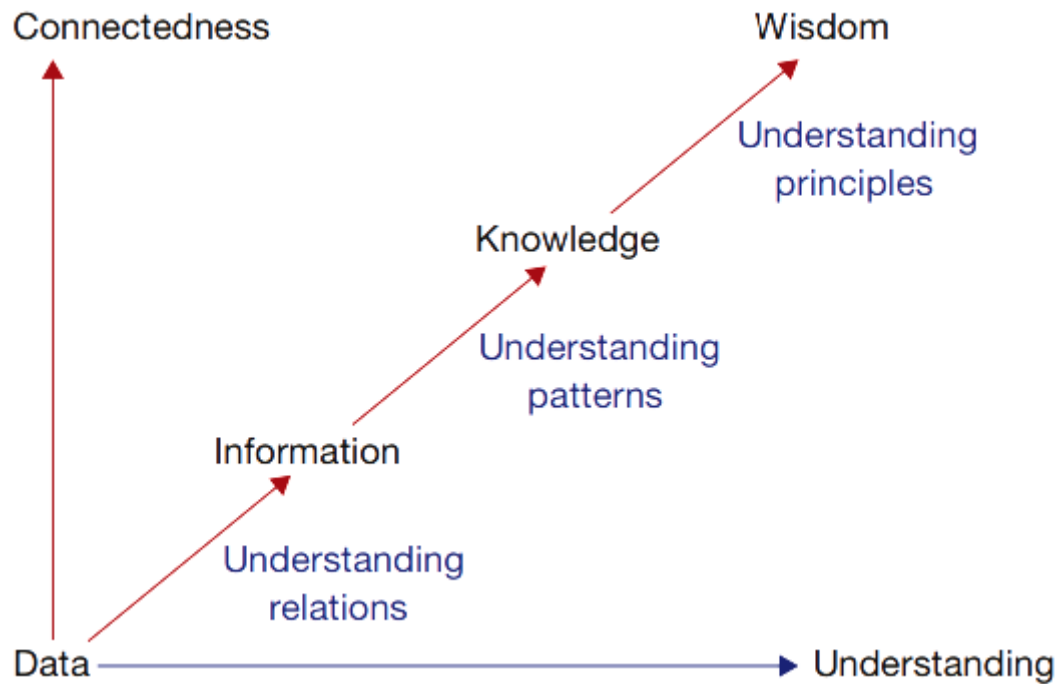 Connectedness
Wisdom
Understanding
principles
Knowledge
Understanding
patterns
Information
Understanding
relations
Data
Understanding